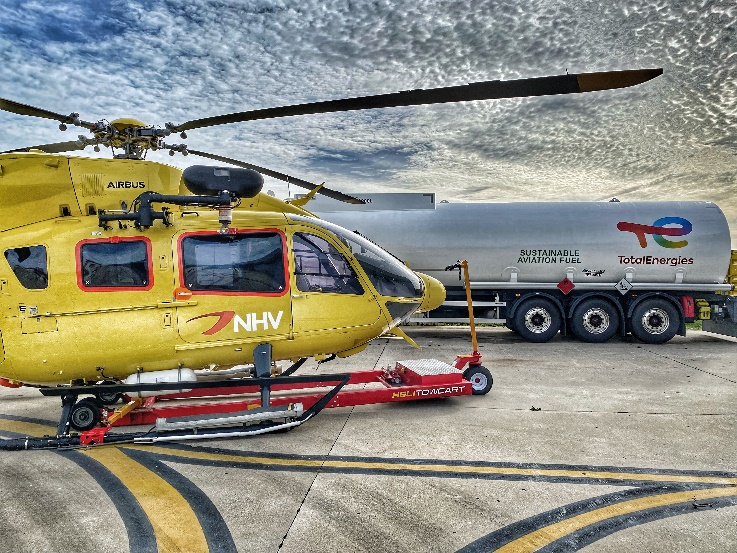 AIRBUS
SUSTAINABLE
AVIATION FUEL
TotalEnergies
NHV
HELITOWCART